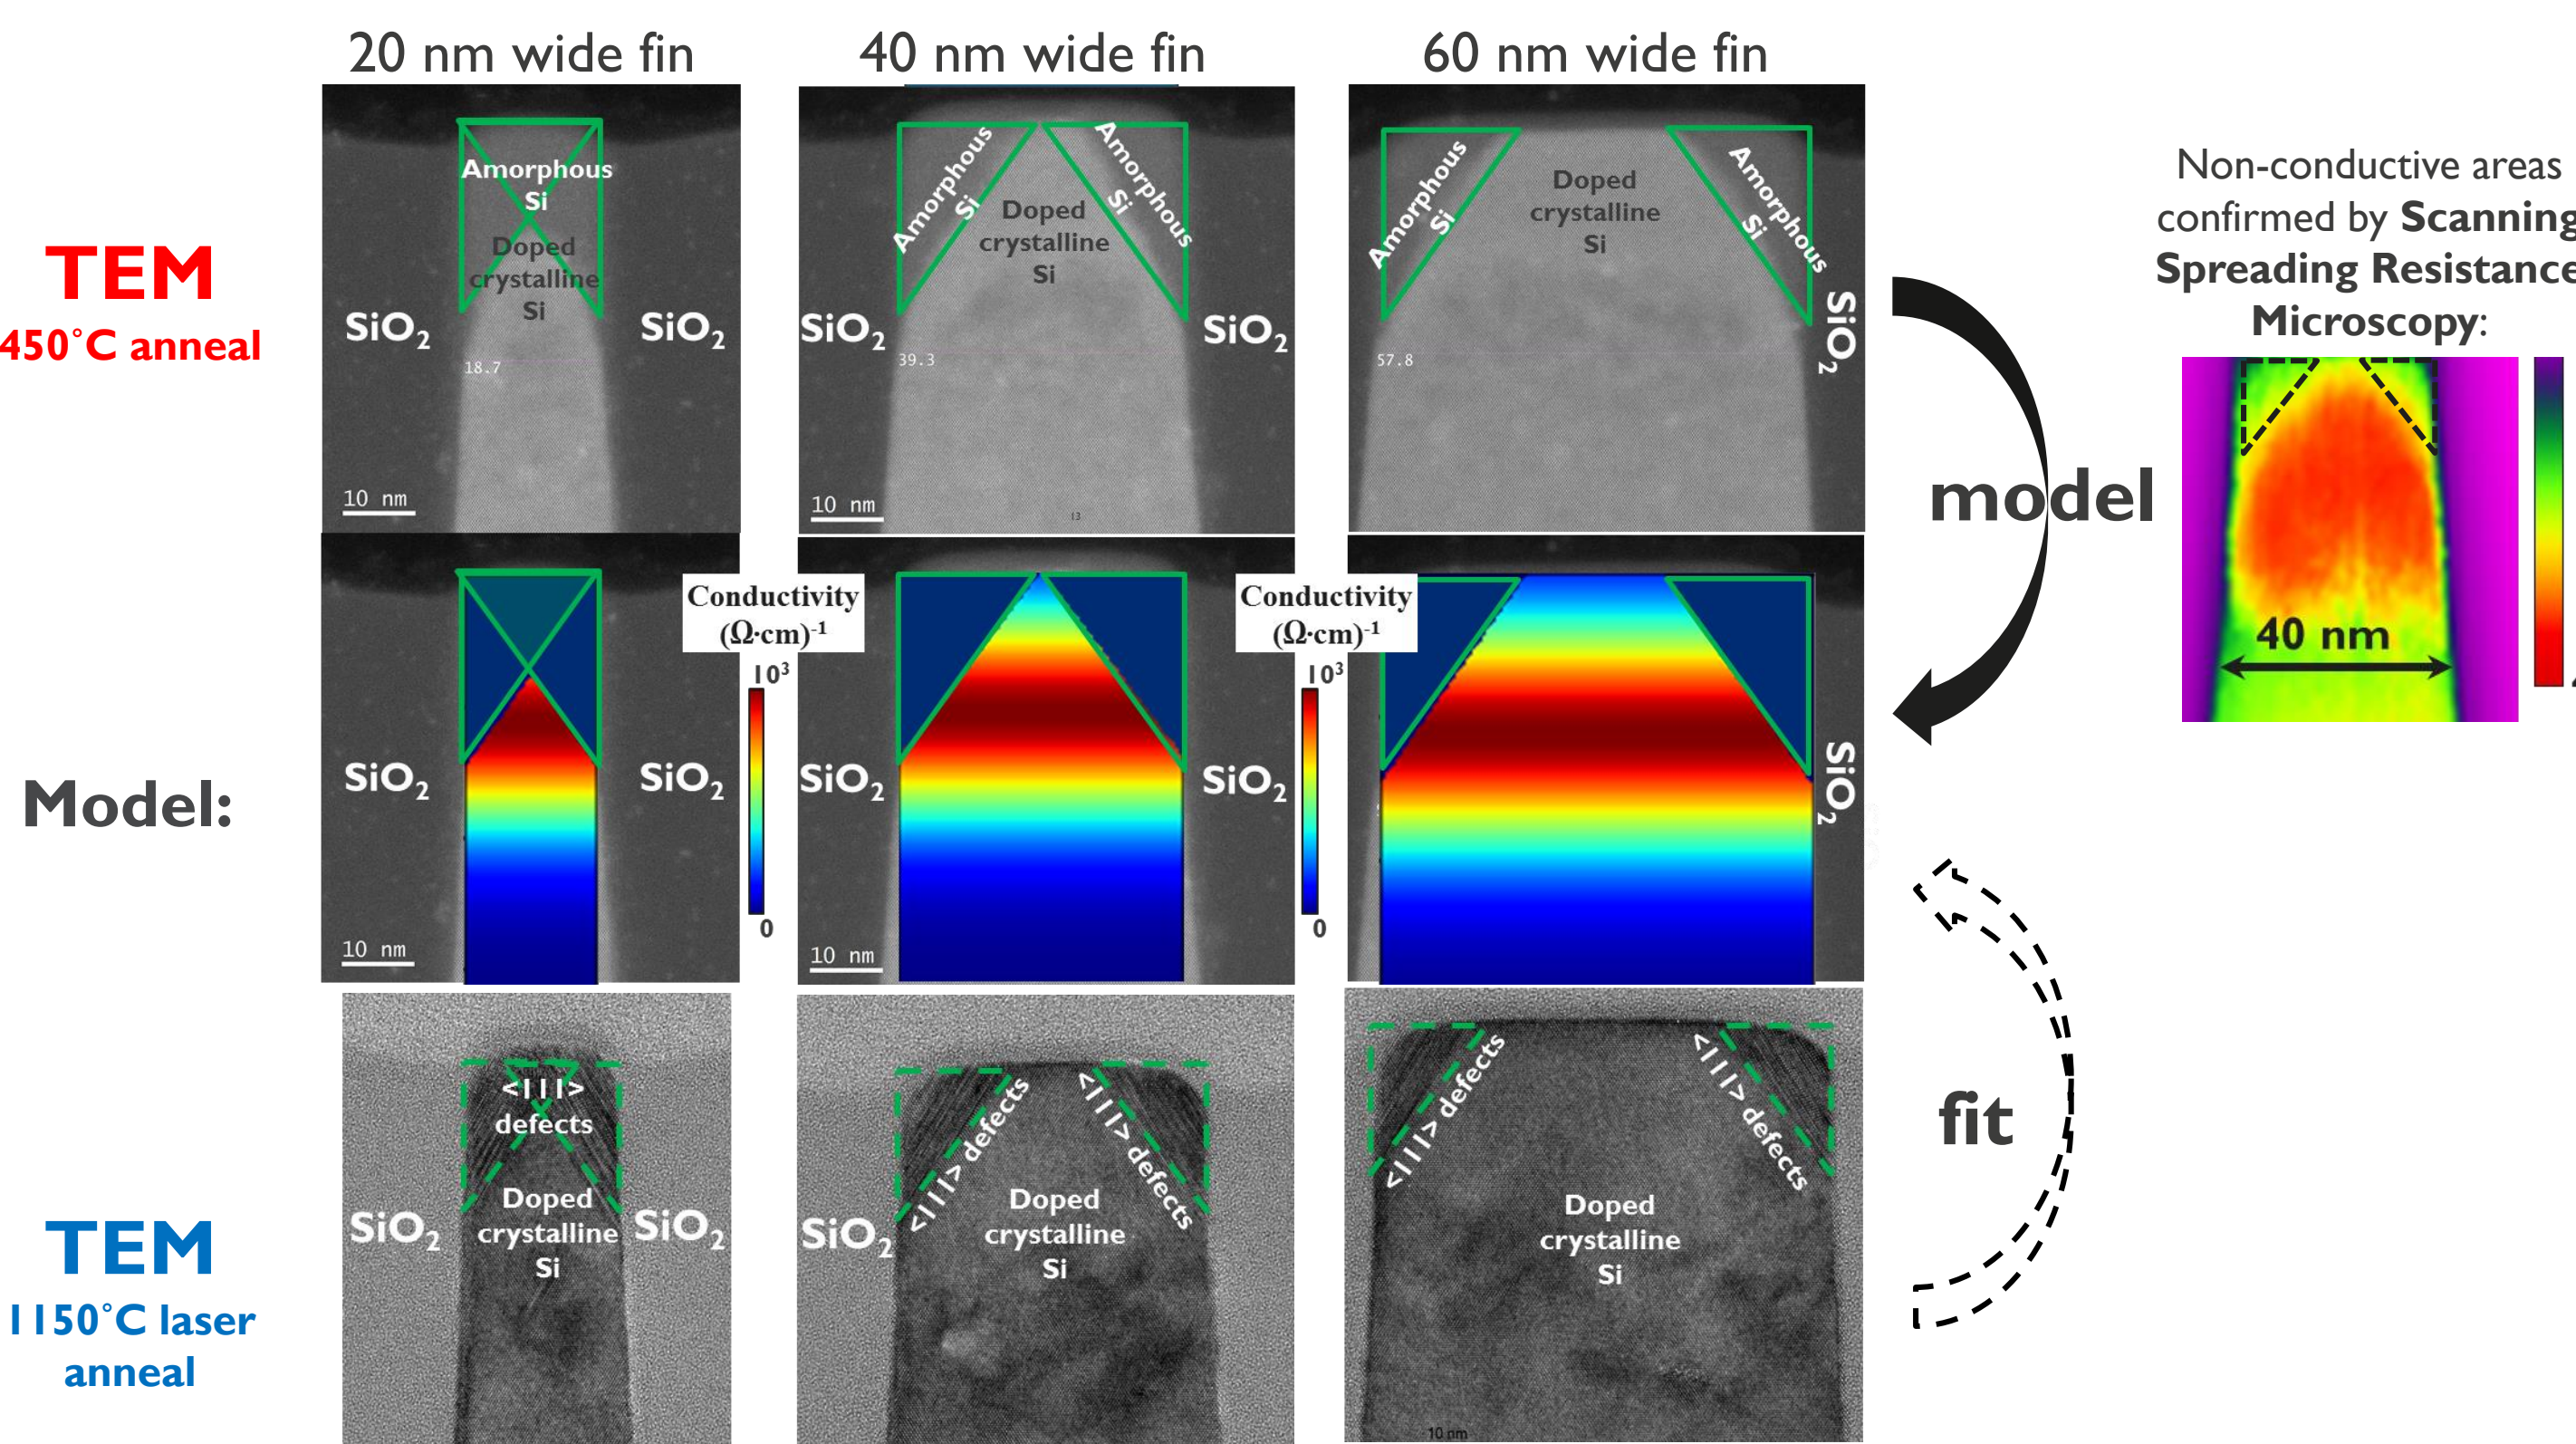 20 nm wide fin
40 nm wide fin
60 nm wide fin
TEM
450˚C anneal
Amorphous
Si
Doped
crystalline
Si
SiO2
SiO2
18.7
10 nm
Amorphous
Si
Amorphous
Si
Doped
crystalline
Si
SiO2
SiO2
39.3
10 nm
13
Amorphous
Si
Amorphous
Si
Doped
crystalline
Si
SiO2
57.8
model
Non-conductive areas
confirmed by Scanning
Spreading Resistance
Microscopy:
40 nm
Model:
SiO2
SiO2
10 nm
Conductivity
(Ω·cm)-1
10³
0
SiO2
SiO2
10 nm
Conductivity
(Ω·cm)-1
10³
0
SiO2
fit
TEM
1150˚C laser
anneal
<111>
defects
Doped
crystalline
Si
SiO2
SiO2
<111> defects
<111> defects
Doped
crystalline
Si
SiO2
<111> defects
<111> defects
Doped
crystalline
Si
10 nm